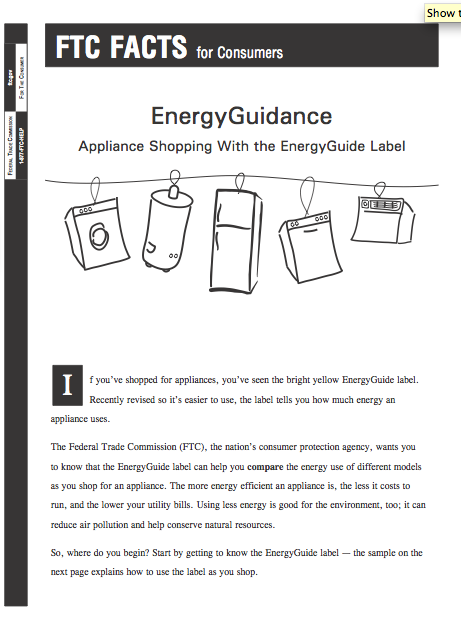 Show t
FTC FACTS for Consumers
ftc.gov
FOR THE CONSUMER
FEDERAL TRADE COMMISSION
1-877-FTC-HELP
EnergyGuidance
Appliance Shopping With the EnergyGuide Label
If you've shopped for appliances, you've seen the bright yellow EnergyGuide label.
Recently revised so it's easier to use, the label tells you how much energy an
appliance uses.
The Federal Trade Commission (FTC), the nation's consumer protection agency, wants you
to know that the EnergyGuide label can help you compare the energy use of different models
as you shop for an appliance. The more energy efficient an appliance is, the less it costs to
run, and the lower your utility bills. Using less energy is good for the environment, too; it can
reduce air pollution and help conserve natural resources.
So, where do you begin? Start by getting to know the EnergyGuide label — the sample on the
next page explains how to use the label as you shop.